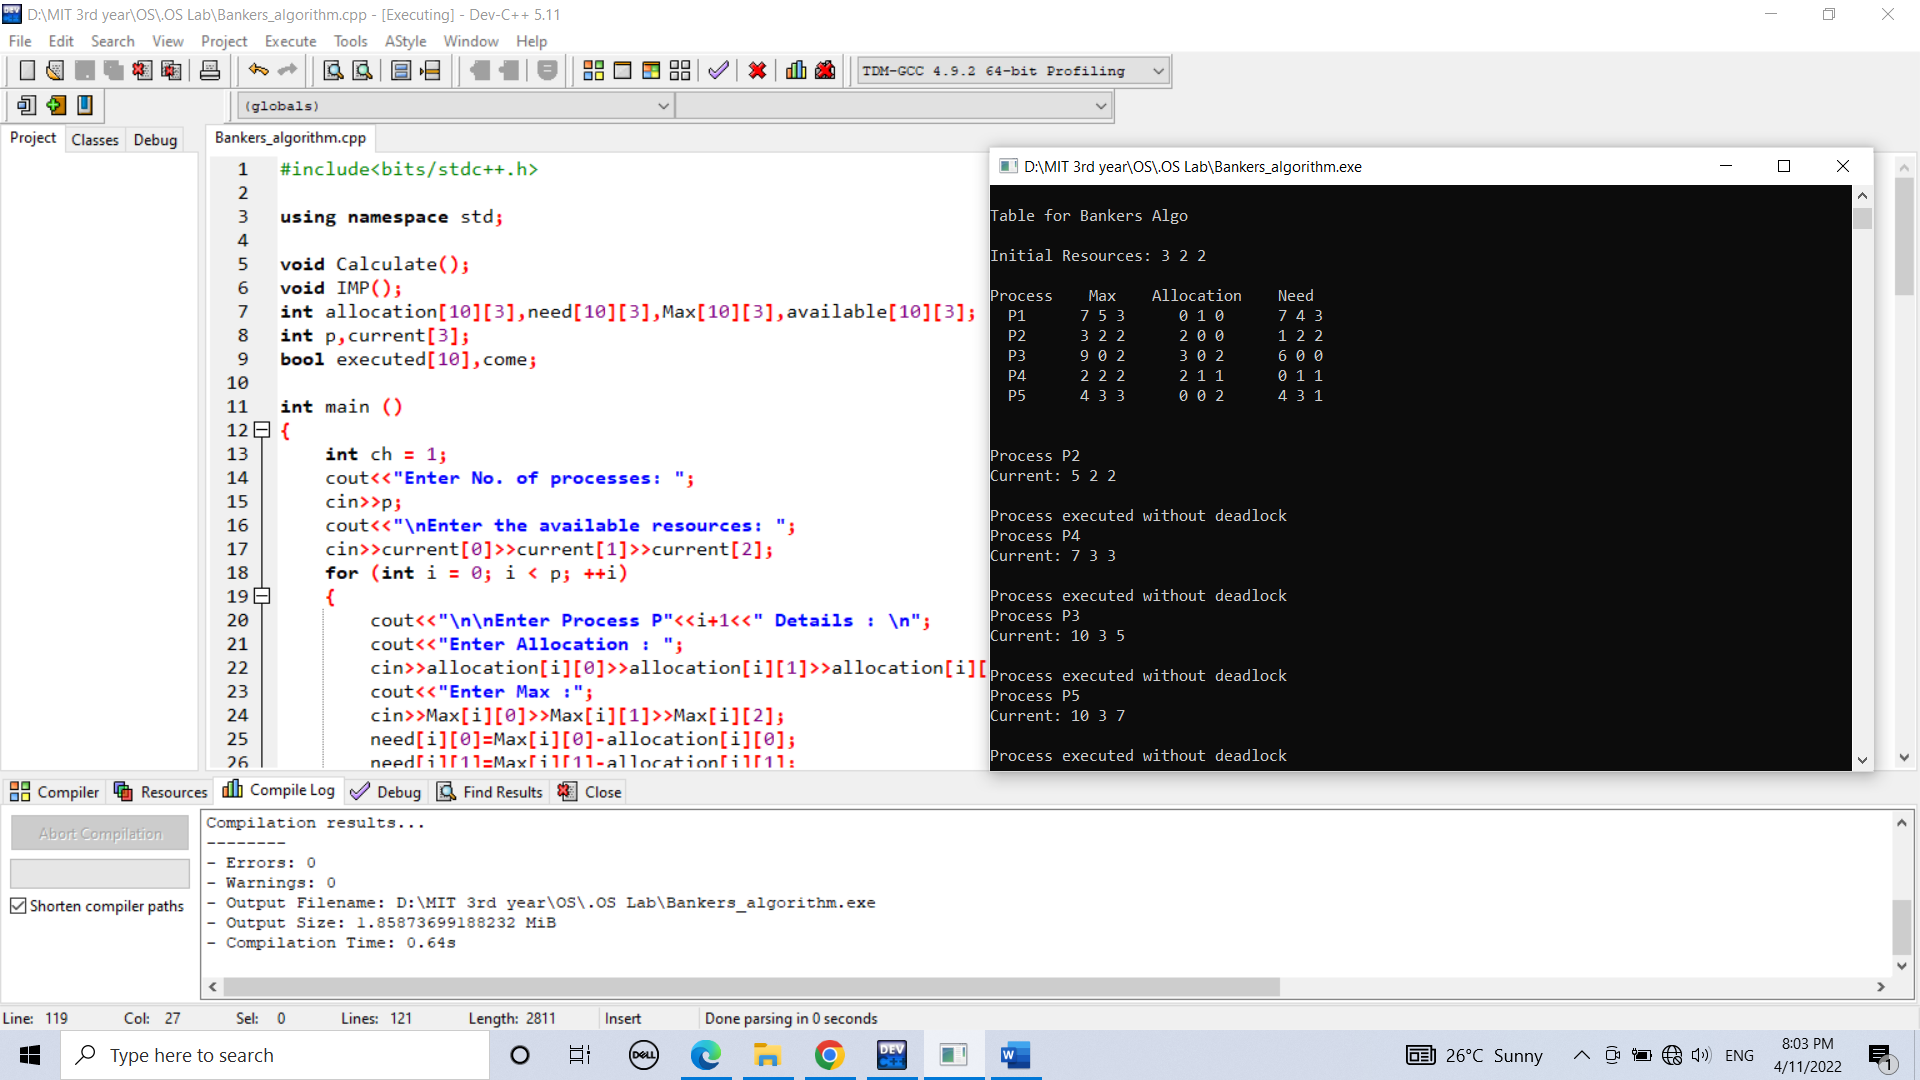 D:\MIT 3rd year\OS\.OS Lab\Bankers_algorithm.cpp - [Executing] - Dev-C++ 5.11
File Edit Search View Project Execute Tools AStyle Window Help
TDM-GCC 4.9.2 64-bit Profiling
(globals)
Project Classes Debug
Bankers_algorithm.cpp
1 #include<bits/stdc++.h>
2
3 using namespace std;
4
5 void Calculate();
6 void IMP();
7 int allocation[10][3],need[10][3],Max[10][3],available[10][3];
8 int p,current[3];
9 bool executed[10],come;
10
11 int main ()
12 {
13 int ch = 1;
14 cout<<"Enter No. of processes: ";
15 cin>>p;
16 cout<<"\nEnter the available resources: ";
17 cin>>current[0]>>current[1]>>current[2];
18 for (int i = 0; i < p; ++i)
19 {
20 cout<<"\n\nEnter Process P"<<i+1<<" Details : \n";
21 cout<<"Enter Allocation : ";
22 cin>>allocation[i][0]>>allocation[i][1]>>allocation[i][
23 cout<<"Enter Max :";
24 cin>>Max[i][0]>>Max[i][1]>>Max[i][2];
25 need[i][0]=Max[i][0]-allocation[i][0];
26 need[i][1]=Max[i][1]-allocation[i][1];
D:\MIT 3rd year\OS\.OS Lab\Bankers_algorithm.exe
Table for Bankers Algo
Initial Resources: 3 2 2
Process Max Allocation Need
P1 7 5 3 0 1 0 7 4 3
P2 3 2 2 2 0 0 1 2 2
P3 9 0 2 3 0 2 6 0 0
P4 2 2 2 2 1 1 0 1 1
P5 4 3 3 0 0 2 4 3 1
Process P2
Current: 5 2 2
Process executed without deadlock
Process P4
Current: 7 3 3
Process executed without deadlock
Process P3
Current: 10 3 5
Process executed without deadlock
Process P5
Current: 10 3 7
Process executed without deadlock
Compiler Resources Compile Log Debug Find Results Close
Abort Compilation
Shorten compiler paths
Compilation results...
--------
- Errors: 0
- Warnings: 0
- Output Filename: D:\MIT 3rd year\OS\.OS Lab\Bankers_algorithm.exe
- Output Size: 1.85873699188232 MiB
- Compilation Time: 0.64s
Line: 119 Col: 27 Sel: 0 Lines: 121 Length: 2811 Insert Done parsing in 0 seconds
Type here to search
DELL
DEV C++
W
26°C Sunny
ENG
8:03 PM
4/11/2022
1